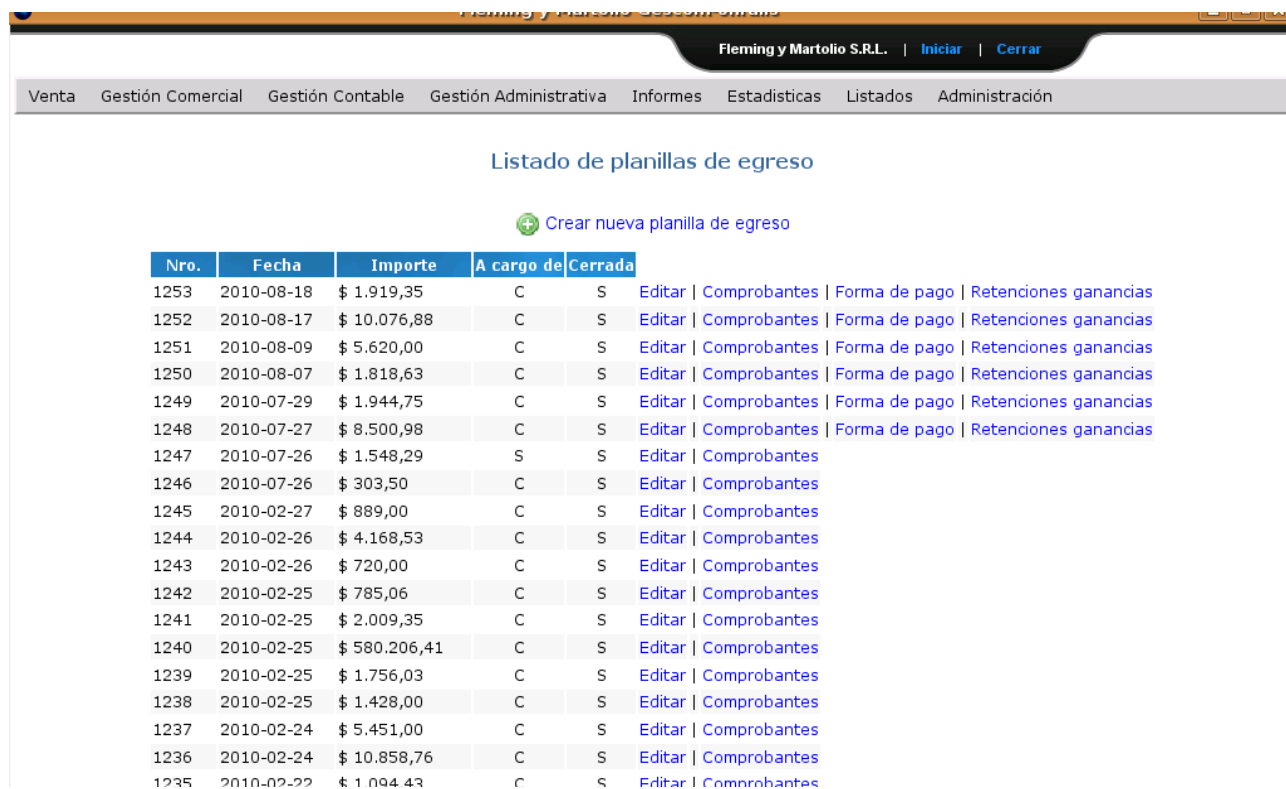 Fleming y Martolio S.R.L. | Iniciar | Cerrar
Venta Gestión Comercial Gestión Contable Gestión Administrativa Informes Estadisticas Listados Administración
Listado de planillas de egreso
Crear nueva planilla de egreso
Nro. Fecha Importe A cargo de Cerrada
1253 2010-08-18 $ 1.919,35 C S Editar | Comprobantes | Forma de pago | Retenciones ganancias
1252 2010-08-17 $ 10.076,88 C S Editar | Comprobantes | Forma de pago | Retenciones ganancias
1251 2010-08-09 $ 5.620,00 C S Editar | Comprobantes | Forma de pago | Retenciones ganancias
1250 2010-08-07 $ 1.818,63 C S Editar | Comprobantes | Forma de pago | Retenciones ganancias
1249 2010-07-29 $ 1.944,75 C S Editar | Comprobantes | Forma de pago | Retenciones ganancias
1248 2010-07-27 $ 8.500,98 C S Editar | Comprobantes | Forma de pago | Retenciones ganancias
1247 2010-07-26 $ 1.548,29 S S Editar | Comprobantes
1246 2010-07-26 $ 303,50 C S Editar | Comprobantes
1245 2010-02-27 $ 889,00 C S Editar | Comprobantes
1244 2010-02-26 $ 4.168,53 C S Editar | Comprobantes
1243 2010-02-26 $ 720,00 C S Editar | Comprobantes
1242 2010-02-25 $ 785,06 C S Editar | Comprobantes
1241 2010-02-25 $ 2.009,35 C S Editar | Comprobantes
1240 2010-02-25 $ 580.206,41 C S Editar | Comprobantes
1239 2010-02-25 $ 1.756,03 C S Editar | Comprobantes
1238 2010-02-25 $ 1.428,00 C S Editar | Comprobantes
1237 2010-02-24 $ 5.451,00 C S Editar | Comprobantes
1236 2010-02-24 $ 10.858,76 C S Editar | Comprobantes
1235 2010-02-22 $ 1.094,43 C S Editar | Comprobantes